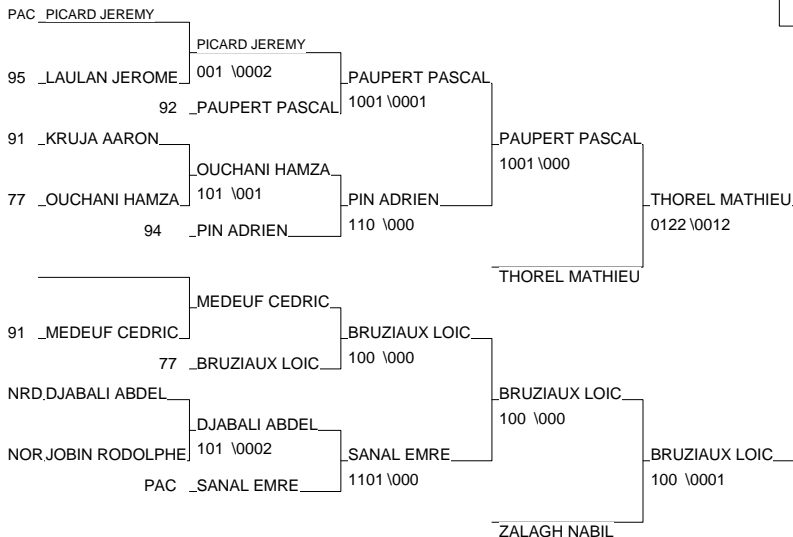 PAC PICARD JEREMY
PICARD JEREMY
95 LAULAN JEROME 001 \0002 PAUPERT PASCAL
92 PAUPERT PASCAL 1001 \0001
91 KRUJA AARON PAUPERT PASCAL
1001 \000
OUCHANI HAMZA
77 OUCHANI HAMZA 101 \001 PIN ADRIEN THOREL MATHIEU
94 PIN ADRIEN 110 \000 0122 \0012
THOREL MATHIEU
MEDEUF CEDRIC
91 MEDEUF CEDRIC BRUZIAUX LOIC
77 BRUZIAUX LOIC 100 \000
NRD DJABALI ABDEL BRUZIAUX LOIC
100 \000
DJABALI ABDEL
NOR JOBIN RODOLPHE 101 \0002 SANAL EMRE BRUZIAUX LOIC
PAC SANAL EMRE 1101 \000 100 \0001
ZALAGH NABIL